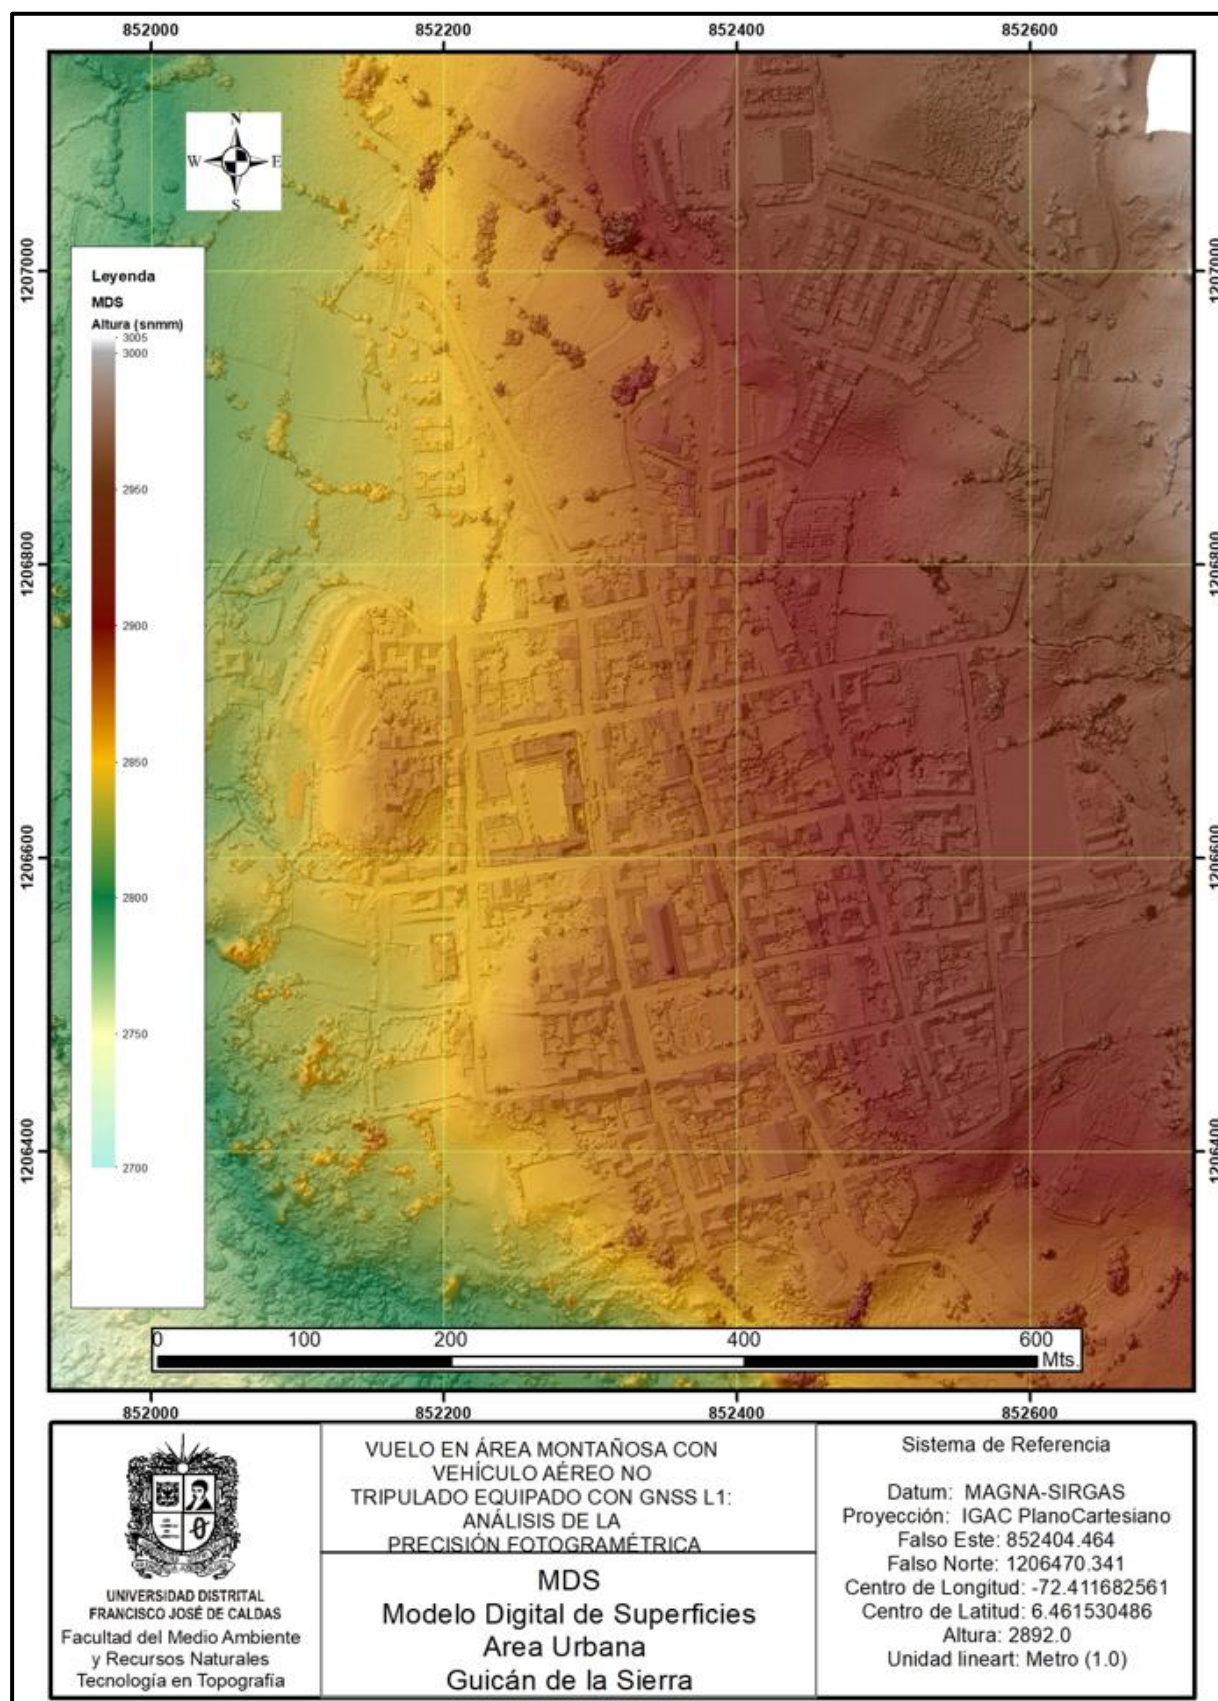 852000 852200 852400 852600
N
W E
S
1207000 1207000
Leyenda
MDS
Altura (snmm)
3005
3000
2950
2900
2850
2800
2750
2700
1206800 1206800
1206600 1206600
1206400 1206400
0 100 200 400 600
Mts.
852000 852200 852400 852600
UNIVERSIDAD DISTRITAL
FRANCISCO JOSÉ DE CALDAS
Facultad del Medio Ambiente
y Recursos Naturales
Tecnología en Topografía
VUELO EN ÁREA MONTAÑOSA CON
VEHÍCULO AÉREO NO
TRIPULADO EQUIPADO CON GNSS L1:
ANÁLISIS DE LA
PRECISIÓN FOTOGRAMÉTRICA
MDS
Modelo Digital de Superficies
Area Urbana
Guicán de la Sierra
Sistema de Referencia
Datum: MAGNA-SIRGAS
Proyección: IGAC PlanoCartesiano
Falso Este: 852404.464
Falso Norte: 1206470.341
Centro de Longitud: -72.411682561
Centro de Latitud: 6.461530486
Altura: 2892.0
Unidad lineart: Metro (1.0)